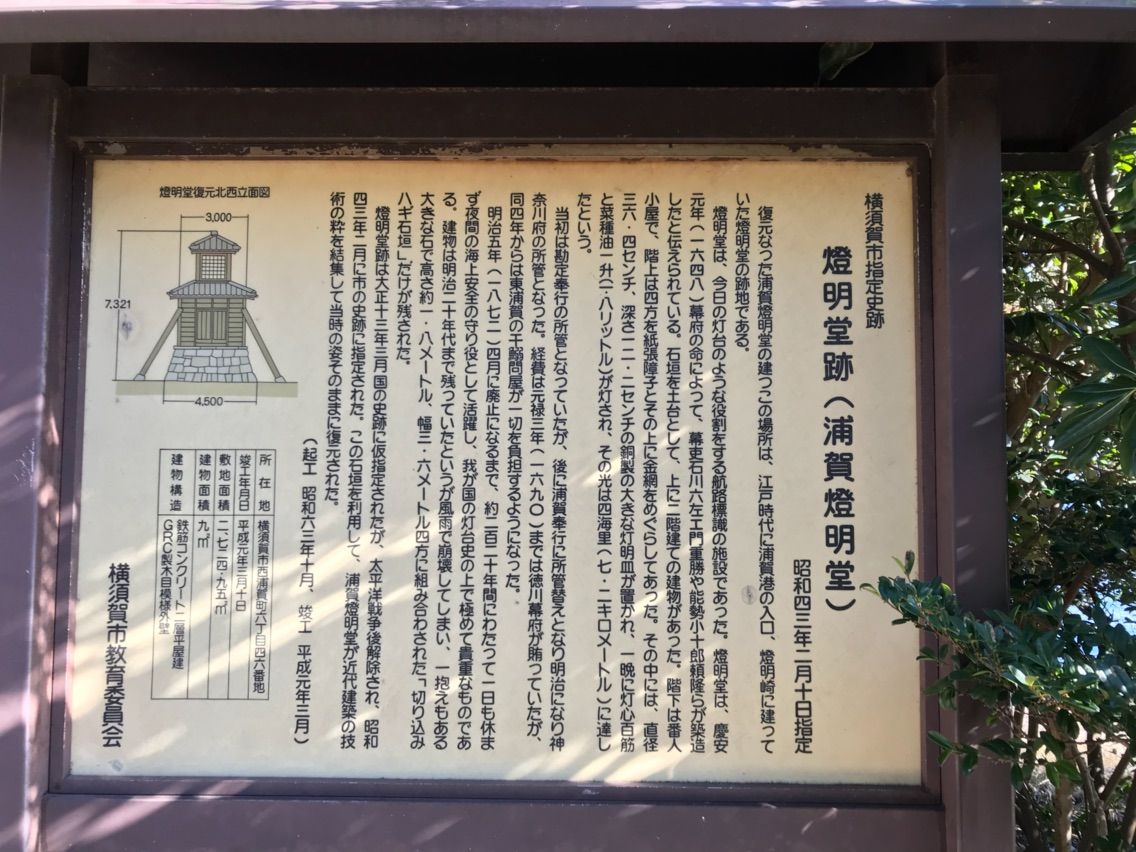 横須賀市指定史跡
燈明堂跡（浦賀燈明堂）
昭和四三年二月十日指定
復元なった浦賀燈明堂の建つこの場所は、江戸時代に浦賀港の入口、燈明崎に建って
いた燈明堂の跡地である。
燈明堂は、今日の灯台のような役割をする航路標識の施設であった。燈明堂は、慶安
元年（一六四八）幕府の命によって、幕吏石川六左エ門重勝や能勢小十郎頼隆らが築造
したと伝えられている。石垣を土台として、上に二階建ての建物があった。階下は番人
小屋で、階上は四方を紙張障子とその上に金網をめぐらしてあった。その中には、直径
三六・四センチ、深さ一二・二センチの銅製の大きな灯明皿が置かれ、一晩に灯心百筋
と菜種油一升（一・八リットル）が灯され、その光は四海里（七・二キロメートル）に達し
たという。
当初は勘定奉行の所管となっていたが、後に浦賀奉行に所管替えとなり明治になり神
奈川府の所管となった。経費は元禄三年（一六九〇）までは徳川幕府が賄っていたが、
同四年からは東浦賀の干鰯問屋が一切を負担するようになった。
明治五年（一八七二）四月に廃止になるまで、約二百二十年間にわたって一日も休ま
ず夜間の海上安全の守り役として活躍し、我が国の灯台史の上で極めて貴重なものであ
る。建物は明治二十年代まで残っていたというが風雨で崩壊してしまい、一抱えもある
大きな石で高さ約一・八メートル、幅三・六メートル四方に組み合わされた「切り込み
ハギ石垣」だけが残された。
燈明堂跡は大正十三年三月国の史跡に仮指定されたが、太平洋戦争後解除され、昭和
四三年二月に市の史跡に指定された。この石垣を利用して、浦賀燈明堂が近代建築の技
術の粋を結集して当時の姿そのままに復元された。
（起工 昭和六三年十月、竣工 平成元年三月）
燈明堂復元北西立面図
3,000
7.321
4,500
所在地 横須賀市西浦賀町六丁目四六番地
竣工年月日 平成元年三月十日
敷地面積 二、七二四・九五㎡
建物面積 九㎡
建物構造 鉄筋コンクリート二層平屋建
GRC製木目模様外壁
横須賀市教育委員会